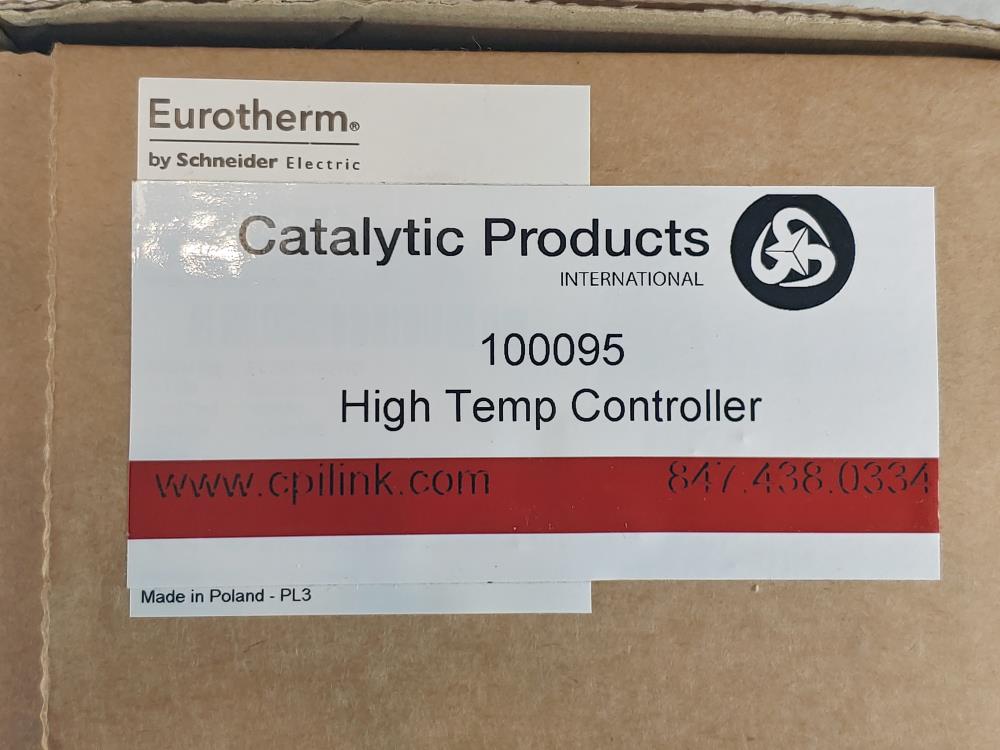 Eurotherm®
by Schneider Electric
Catalytic Products
INTERNATIONAL
100095
High Temp Controller
www.cpilink.com 847.438.0334
Made in Poland - PL3